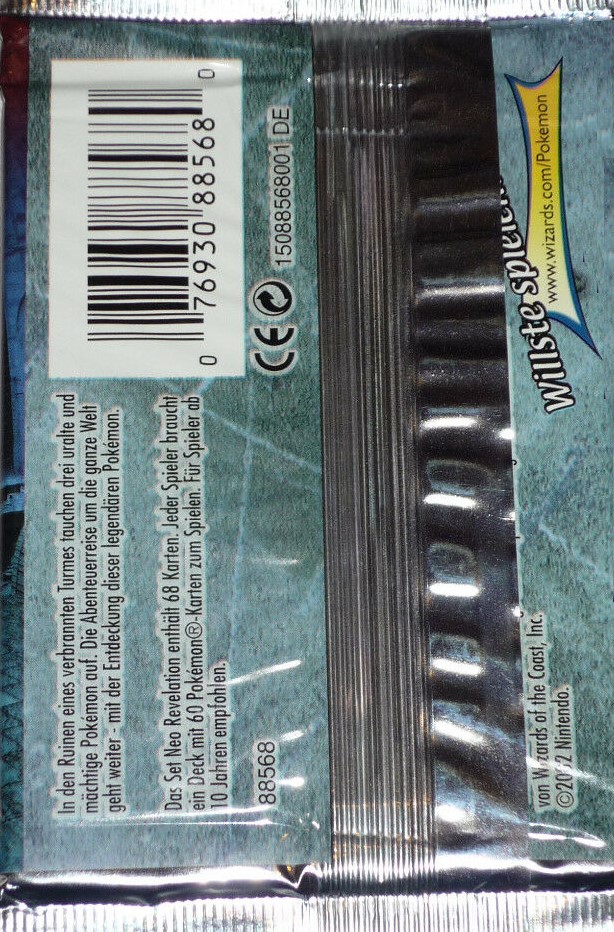 In den Ruinen eines verbrannten Turmes tauchen drei uralte und
mächtige Pokémon auf. Die Abenteuerreise um die ganze Welt
geht weiter - mit der Entdeckung dieser legendären Pokémon.
Das Set Neo Revelation enthält 68 Karten. Jeder Spieler braucht
ein Deck mit 60 Pokémon®-Karten zum Spielen. Für Spieler ab
10 Jahren empfohlen.
88568
0 76930 88568 0
CE 15088568001 DE
Willste spielen
www.wizards.com/Pokemon
von Wizards of the Coast, Inc.
Nintendo.